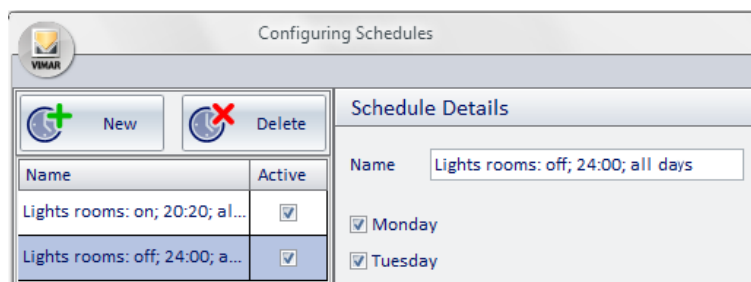 Configuring Schedules
VIMAR
New
Delete
Schedule Details
Name
Active
Name
Lights rooms: off; 24:00; all days
Lights rooms: on; 20:20; al...
Monday
Lights rooms: off; 24:00; a...
Tuesday